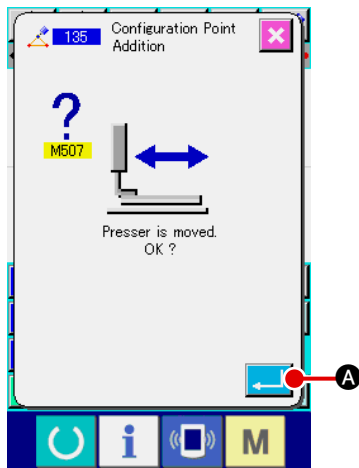 135
Configuration Point
Addition
?
M507
Presser is moved.
OK ?
A
i
M